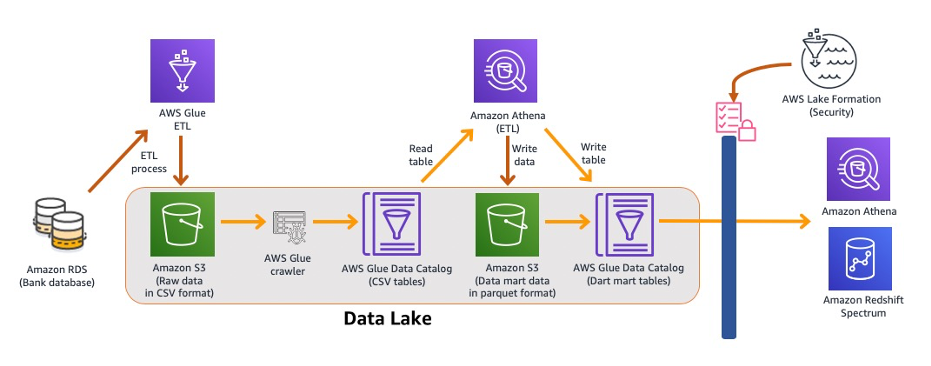 AWS Glue
ETL
Amazon Athena
(ETL)
AWS Lake Formation
(Security)
ETL
process
Read
table
Write
data
Write
table
Amazon RDS
(Bank database)
Amazon S3
(Raw data
in CSV format)
AWS Glue
crawler
AWS Glue Data Catalog
(CSV tables)
Amazon S3
(Data mart data
in parquet format)
AWS Glue Data Catalog
(Dart mart tables)
Amazon Athena
Amazon Redshift
Spectrum
Data Lake